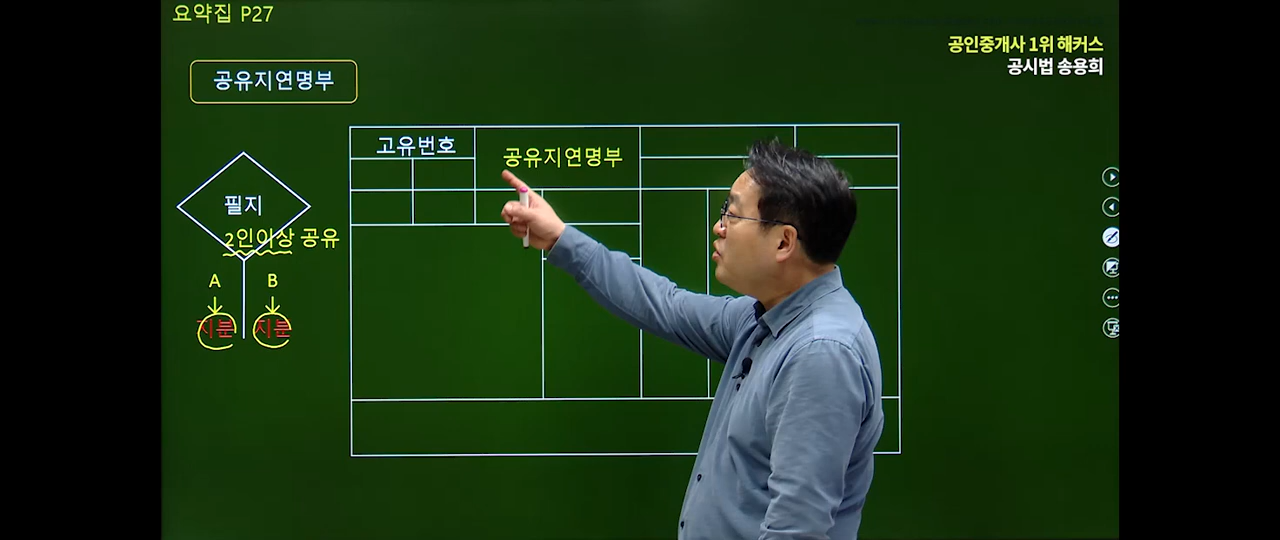 요약집 P27
공인중개사 1위 해커스
공시법 송용희
공유지연명부
고유번호
공유지연명부
필지
2인이상 공유
A B
지분 지분